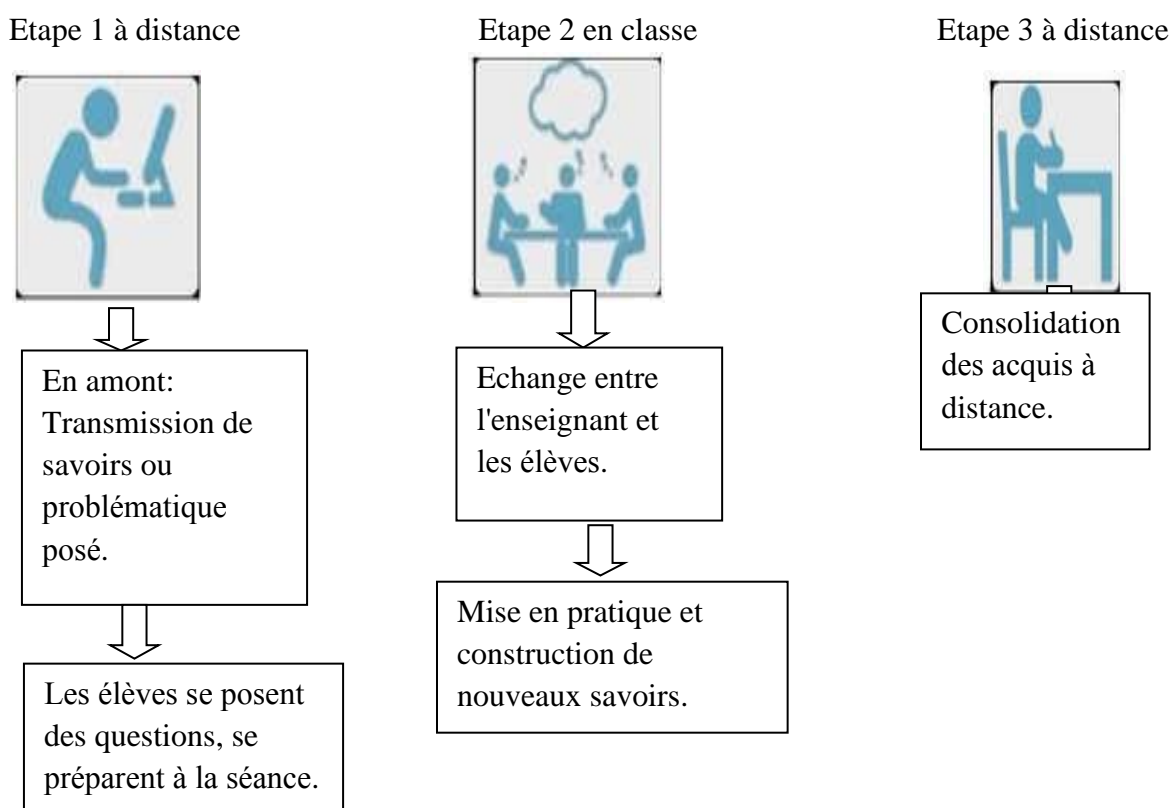 Etape 1 à distance
Etape 2 en classe
Etape 3 à distance
En amont:
Transmission de
savoirs ou
problématique
posé.
Les élèves se posent
des questions, se
préparent à la séance.
Echange entre
l'enseignant et
les élèves.
Mise en pratique et
construction de
nouveaux savoirs.
Consolidation
des acquis à
distance.